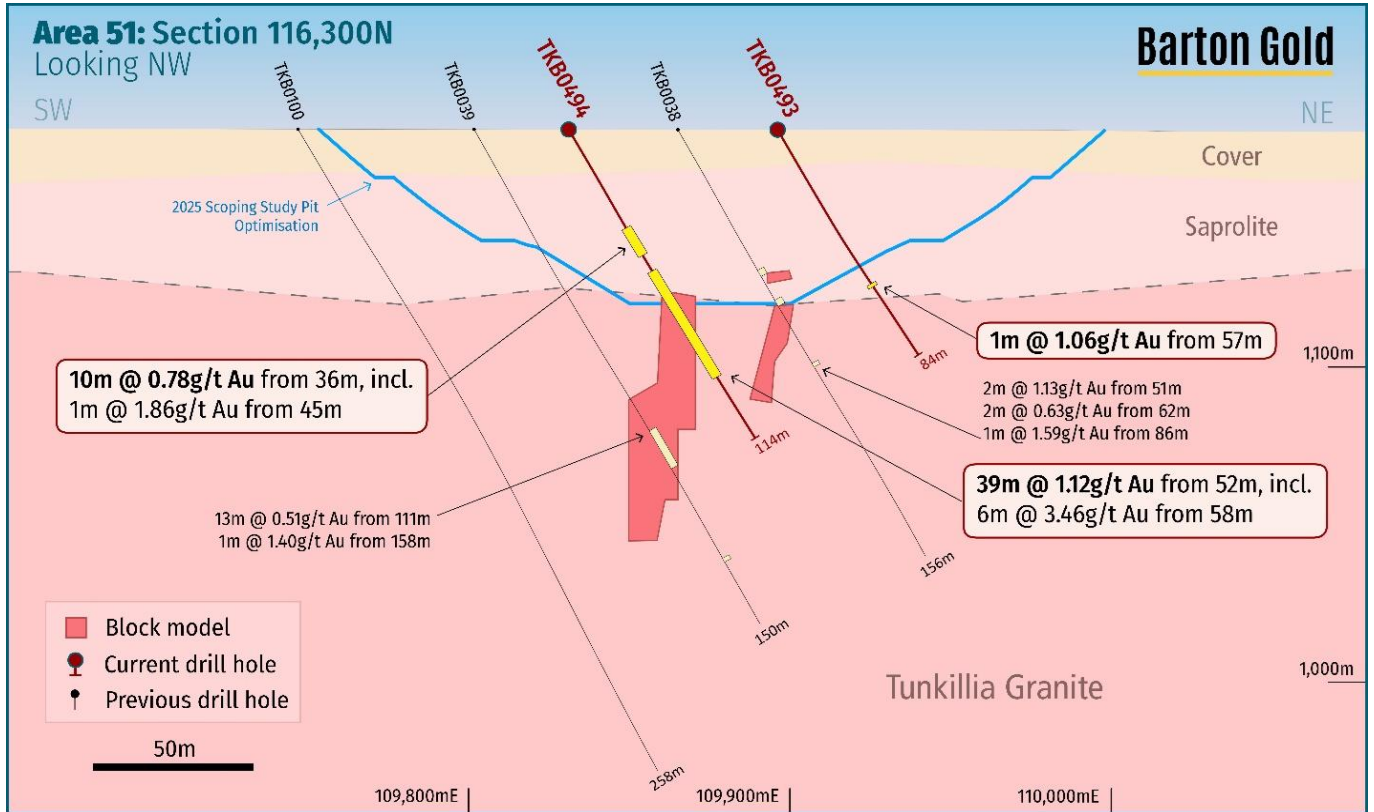 Area 51: Section 116,300N
Looking NW
Barton Gold
SW
NE
TKB0100
TKB0039
TKB0494
TKB0038
TKB0493
Cover
Saprolite
2025 Scoping Study Pit
Optimisation
1m @ 1.06g/t Au from 57m
84m
1,100m
10m @ 0.78g/t Au from 36m, incl.
1m @ 1.86g/t Au from 45m
2m @ 1.13g/t Au from 51m
2m @ 0.63g/t Au from 62m
1m @ 1.59g/t Au from 86m
114m
39m @ 1.12g/t Au from 52m, incl.
6m @ 3.46g/t Au from 58m
13m @ 0.51g/t Au from 111m
1m @ 1.40g/t Au from 158m
156m
150m
Block model
Current drill hole
Previous drill hole
Tunkillia Granite
1,000m
50m
258m
109,800mE
109,900mE
110,000mE